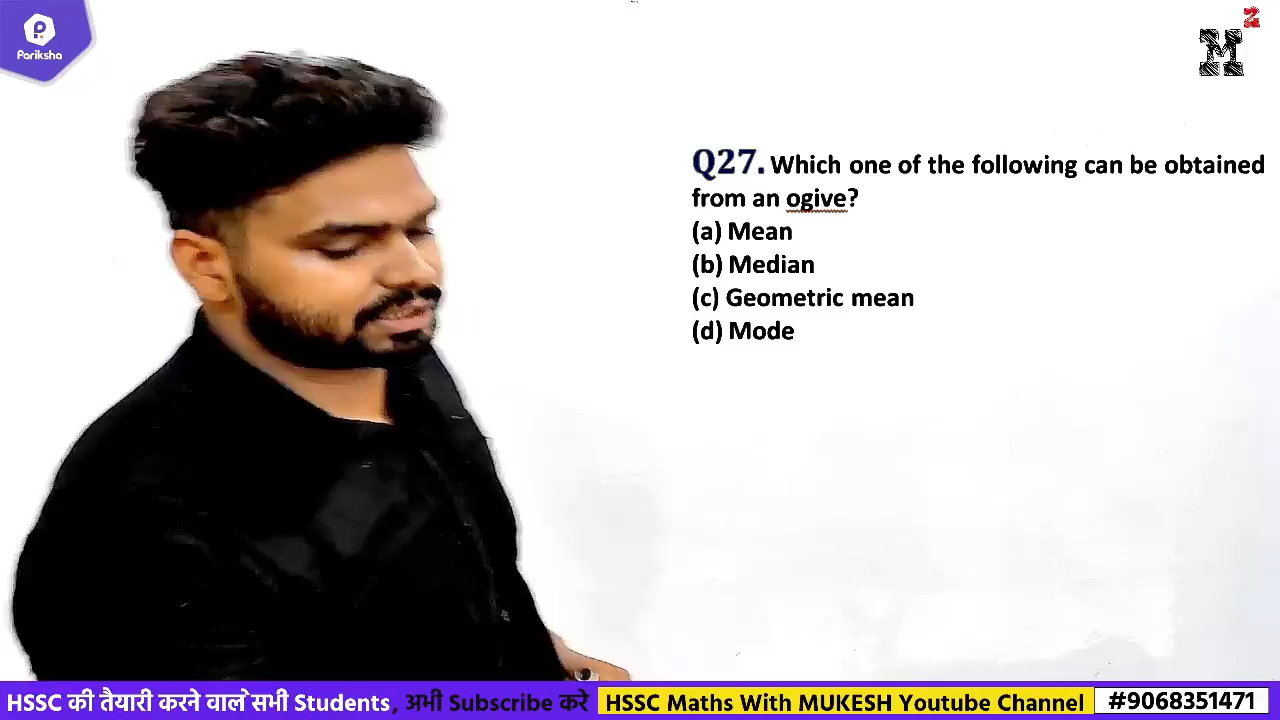 Pariksha
M²
Q27. Which one of the following can be obtained
from an ogive?
(a) Mean
(b) Median
(c) Geometric mean
(d) Mode
HSSC की तैयारी करने वाले सभी Students, अभी Subscribe करे HSSC Maths With MUKESH Youtube Channel #9068351471